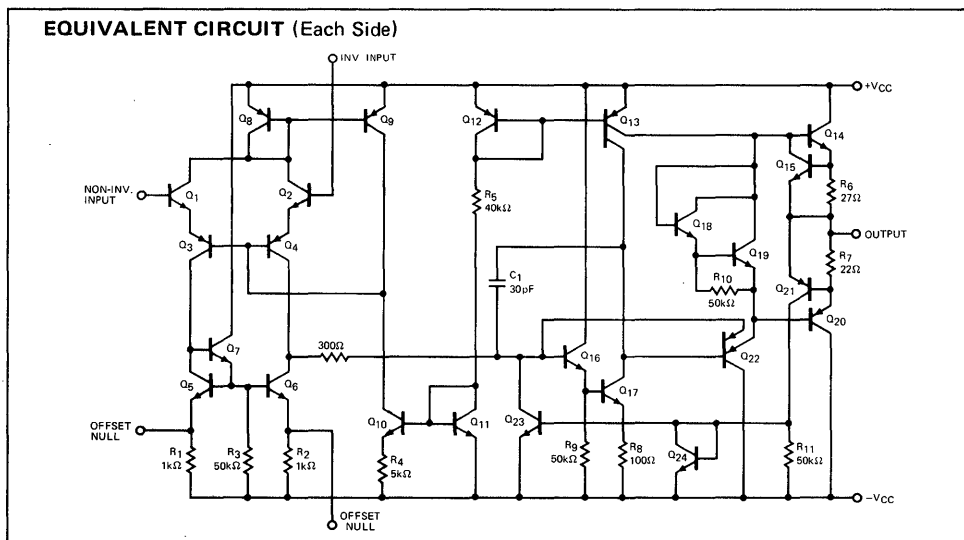 EQUIVALENT CIRCUIT (Each Side)
INV INPUT
+VCC
Q8
Q9
Q12
Q13
Q14
Q15
NON-INV.
INPUT
Q1
Q2
R5
40kΩ
R6
27Ω
Q3
Q4
Q18
OUTPUT
Q19
C1
30pF
R7
22Ω
R10
50kΩ
Q21
Q20
Q7
300Ω
Q16
Q22
Q5
Q6
Q17
OFFSET
NULL
Q10
Q11
Q23
R1
1kΩ
R3
50kΩ
R2
1kΩ
R4
5kΩ
R9
50kΩ
R8
100Ω
Q24
R11
50kΩ
-VCC
OFFSET
NULL